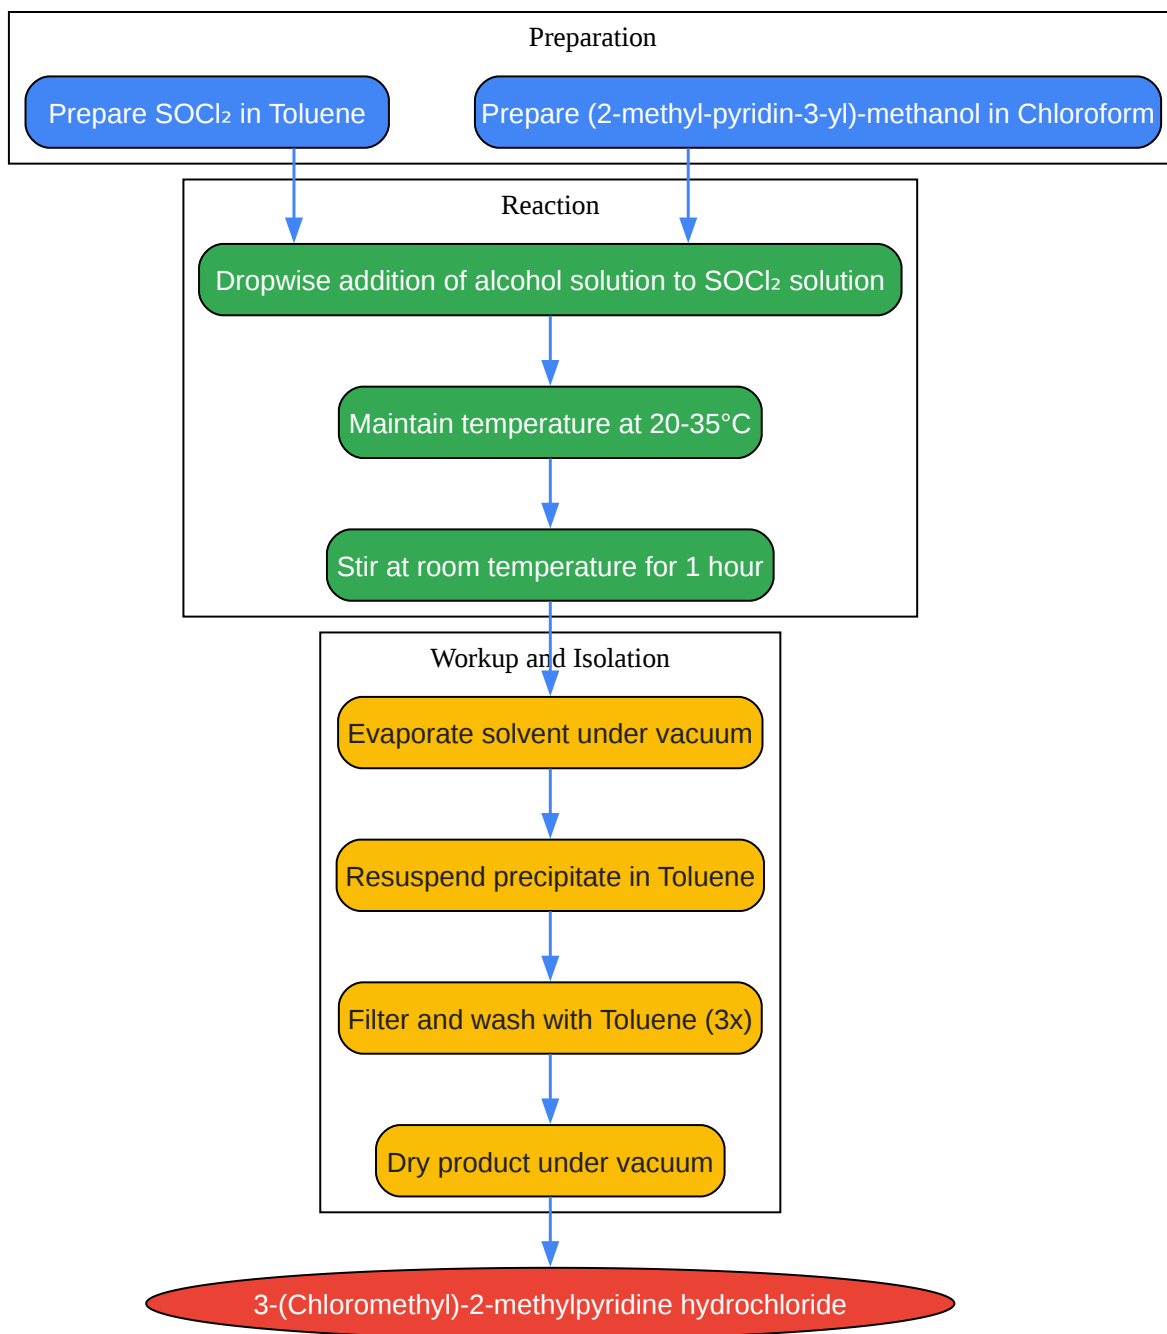 Preparation
Prepare SOCl₂ in Toluene
Prepare (2-methyl-pyridin-3-yl)-methanol in Chloroform
Reaction
Dropwise addition of alcohol solution to SOCl₂ solution
Maintain temperature at 20-35°C
Stir at room temperature for 1 hour
Workup and Isolation
Evaporate solvent under vacuum
Resuspend precipitate in Toluene
Filter and wash with Toluene (3x)
Dry product under vacuum
3-(Chloromethyl)-2-methylpyridine hydrochloride